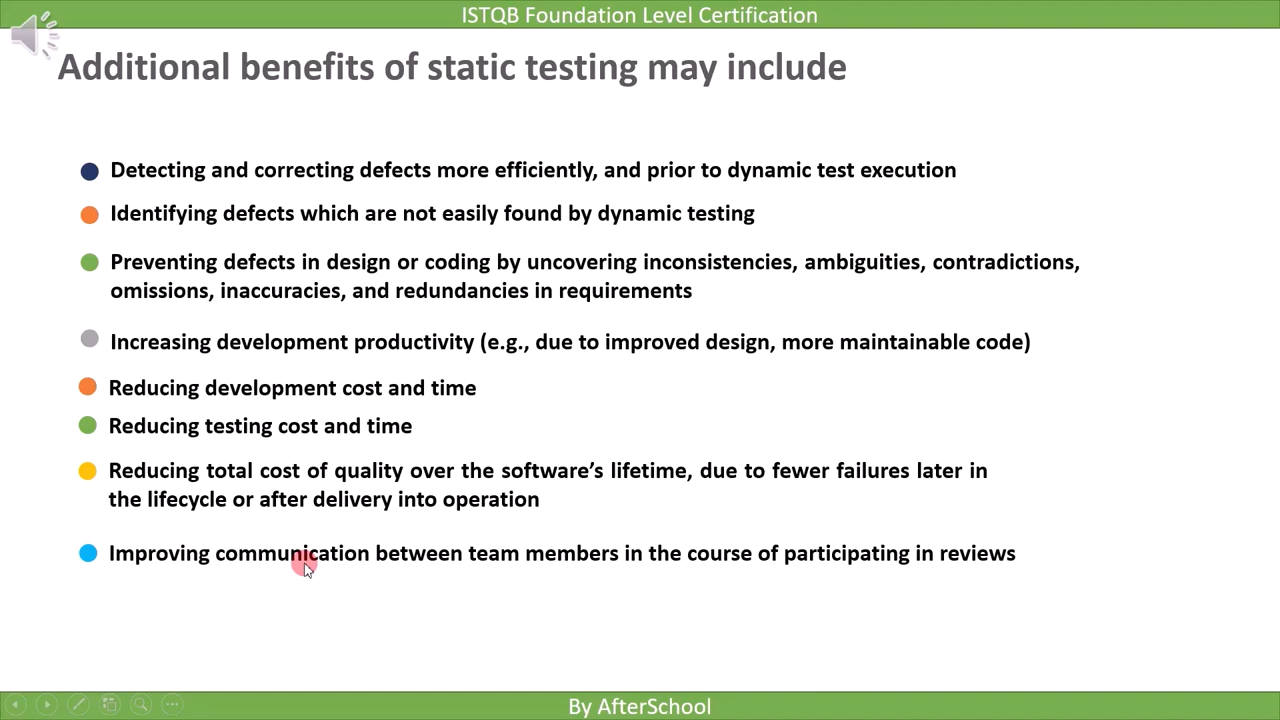 ISTQB Foundation Level Certification
Additional benefits of static testing may include
Detecting and correcting defects more efficiently, and prior to dynamic test execution
Identifying defects which are not easily found by dynamic testing
Preventing defects in design or coding by uncovering inconsistencies, ambiguities, contradictions,
omissions, inaccuracies, and redundancies in requirements
Increasing development productivity (e.g., due to improved design, more maintainable code)
Reducing development cost and time
Reducing testing cost and time
Reducing total cost of quality over the software’s lifetime, due to fewer failures later in
the lifecycle or after delivery into operation
Improving communication between team members in the course of participating in reviews
By AfterSchool